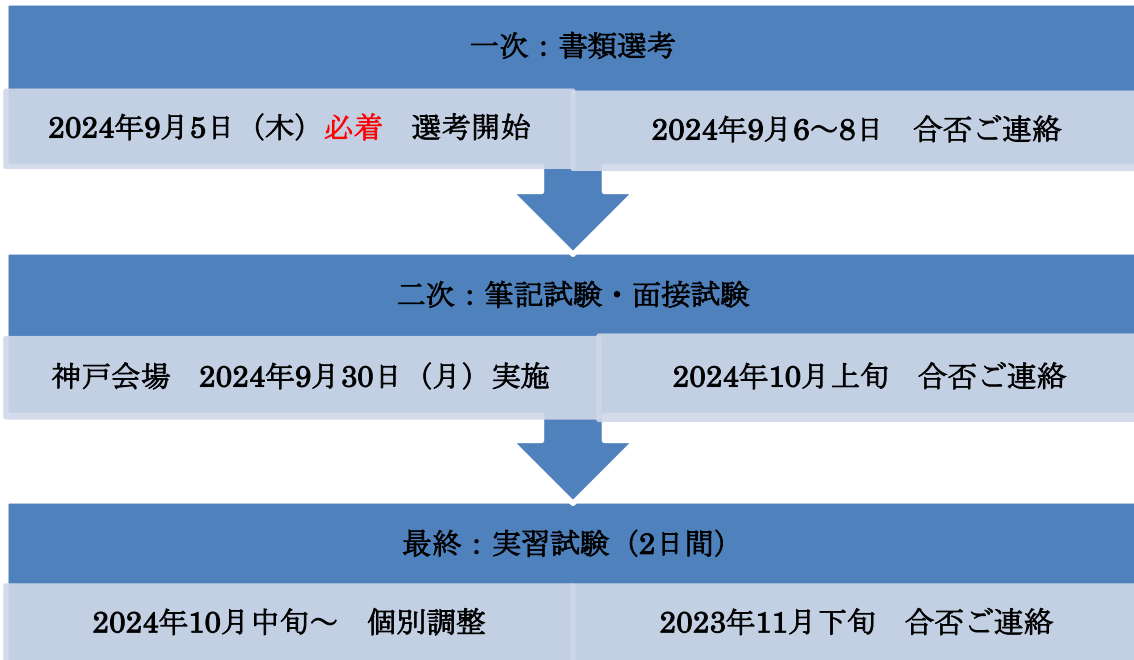 一次：書類選考
2024年9月5日（木）必着　選考開始
2024年9月6～8日　合否ご連絡
二次：筆記試験・面接試験
神戸会場　2024年9月30日（月）実施
2024年10月上旬　合否ご連絡
最終：実習試験（2日間）
2024年10月中旬～　個別調整
2023年11月下旬　合否ご連絡